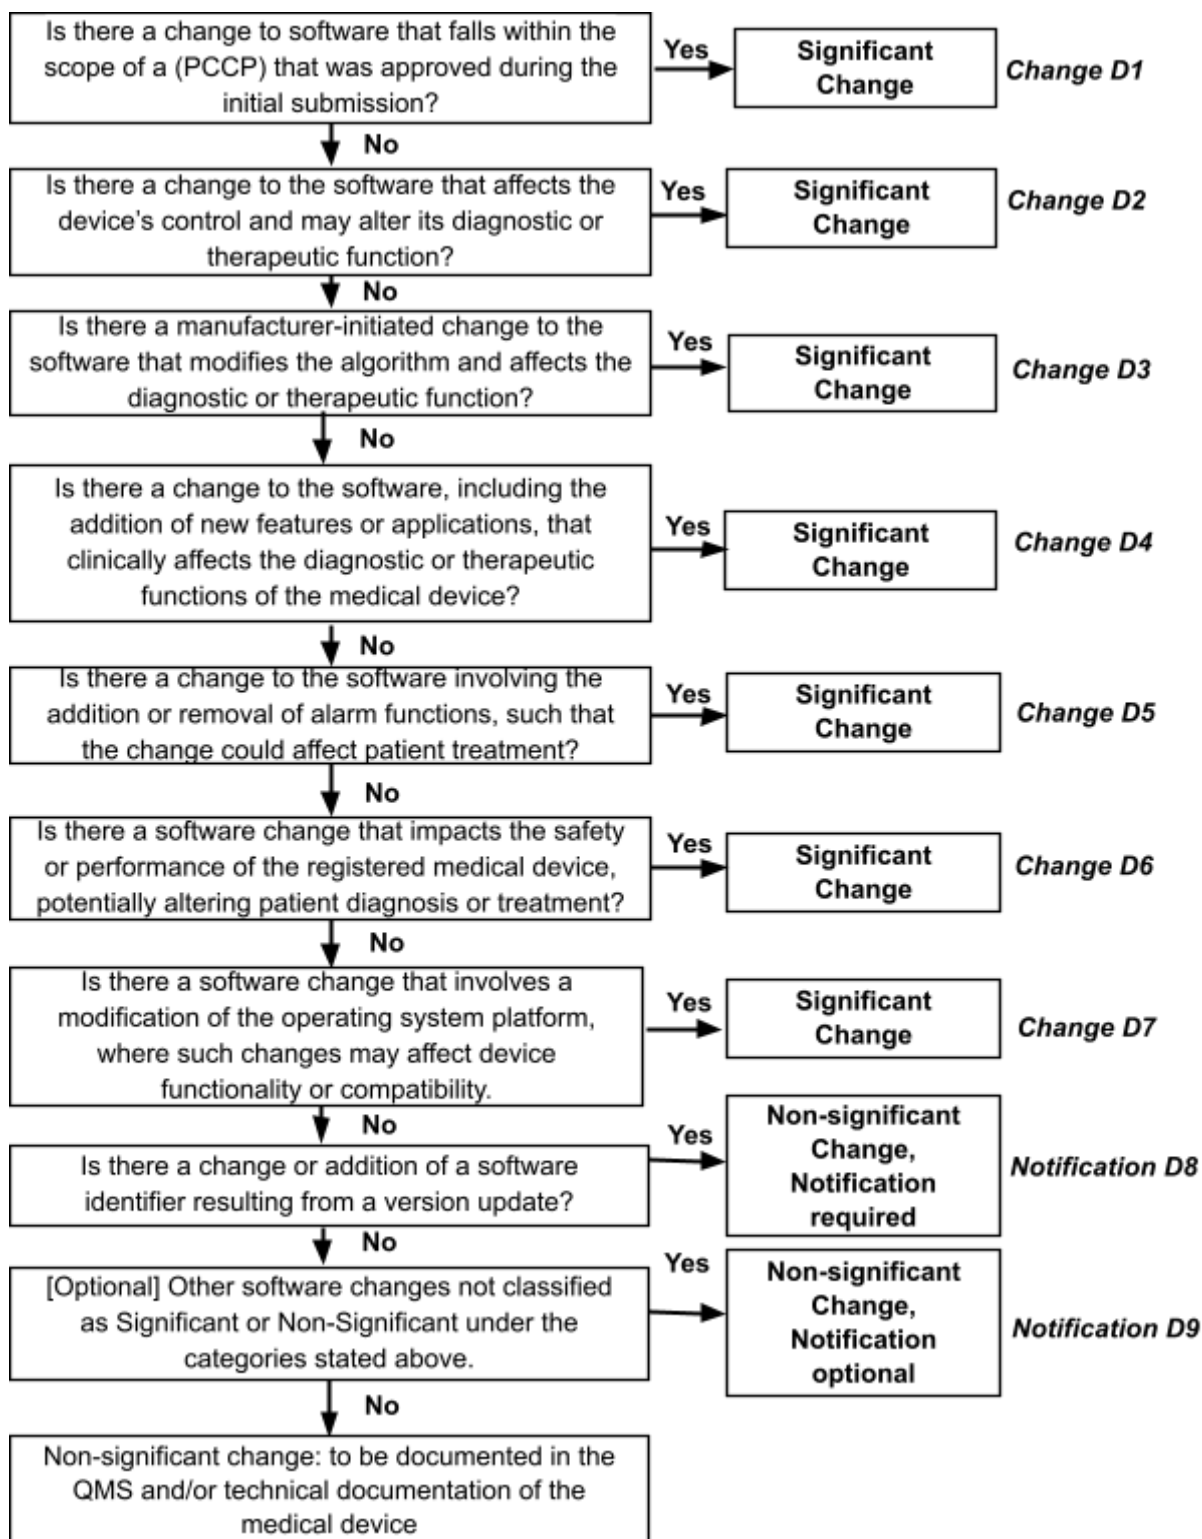 Is there a change to software that falls within the
scope of a (PCCP) that was approved during the
initial submission?
Yes
Significant
Change
Change D1
No
Is there a change to the software that affects the
device's control and may alter its diagnostic or
therapeutic function?
Yes
Significant
Change
Change D2
No
Is there a manufacturer-initiated change to the
software that modifies the algorithm and affects the
diagnostic or therapeutic function?
Yes
Significant
Change
Change D3
No
Is there a change to the software, including the
addition of new features or applications, that
clinically affects the diagnostic or therapeutic
functions of the medical device?
Yes
Significant
Change
Change D4
No
Is there a change to the software involving the
addition or removal of alarm functions, such that
the change could affect patient treatment?
Yes
Significant
Change
Change D5
No
Is there a software change that impacts the safety
or performance of the registered medical device,
potentially altering patient diagnosis or treatment?
Yes
Significant
Change
Change D6
No
Is there a software change that involves a
modification of the operating system platform,
where such changes may affect device
functionality or compatibility.
Yes
Significant
Change
Change D7
No
Is there a change or addition of a software
identifier resulting from a version update?
Yes
Non-significant
Change,
Notification
required
Notification D8
No
[Optional] Other software changes not classified
as Significant or Non-Significant under the
categories stated above.
Yes
Non-significant
Change,
Notification
optional
Notification D9
No
Non-significant change: to be documented in the
QMS and/or technical documentation of the
medical device